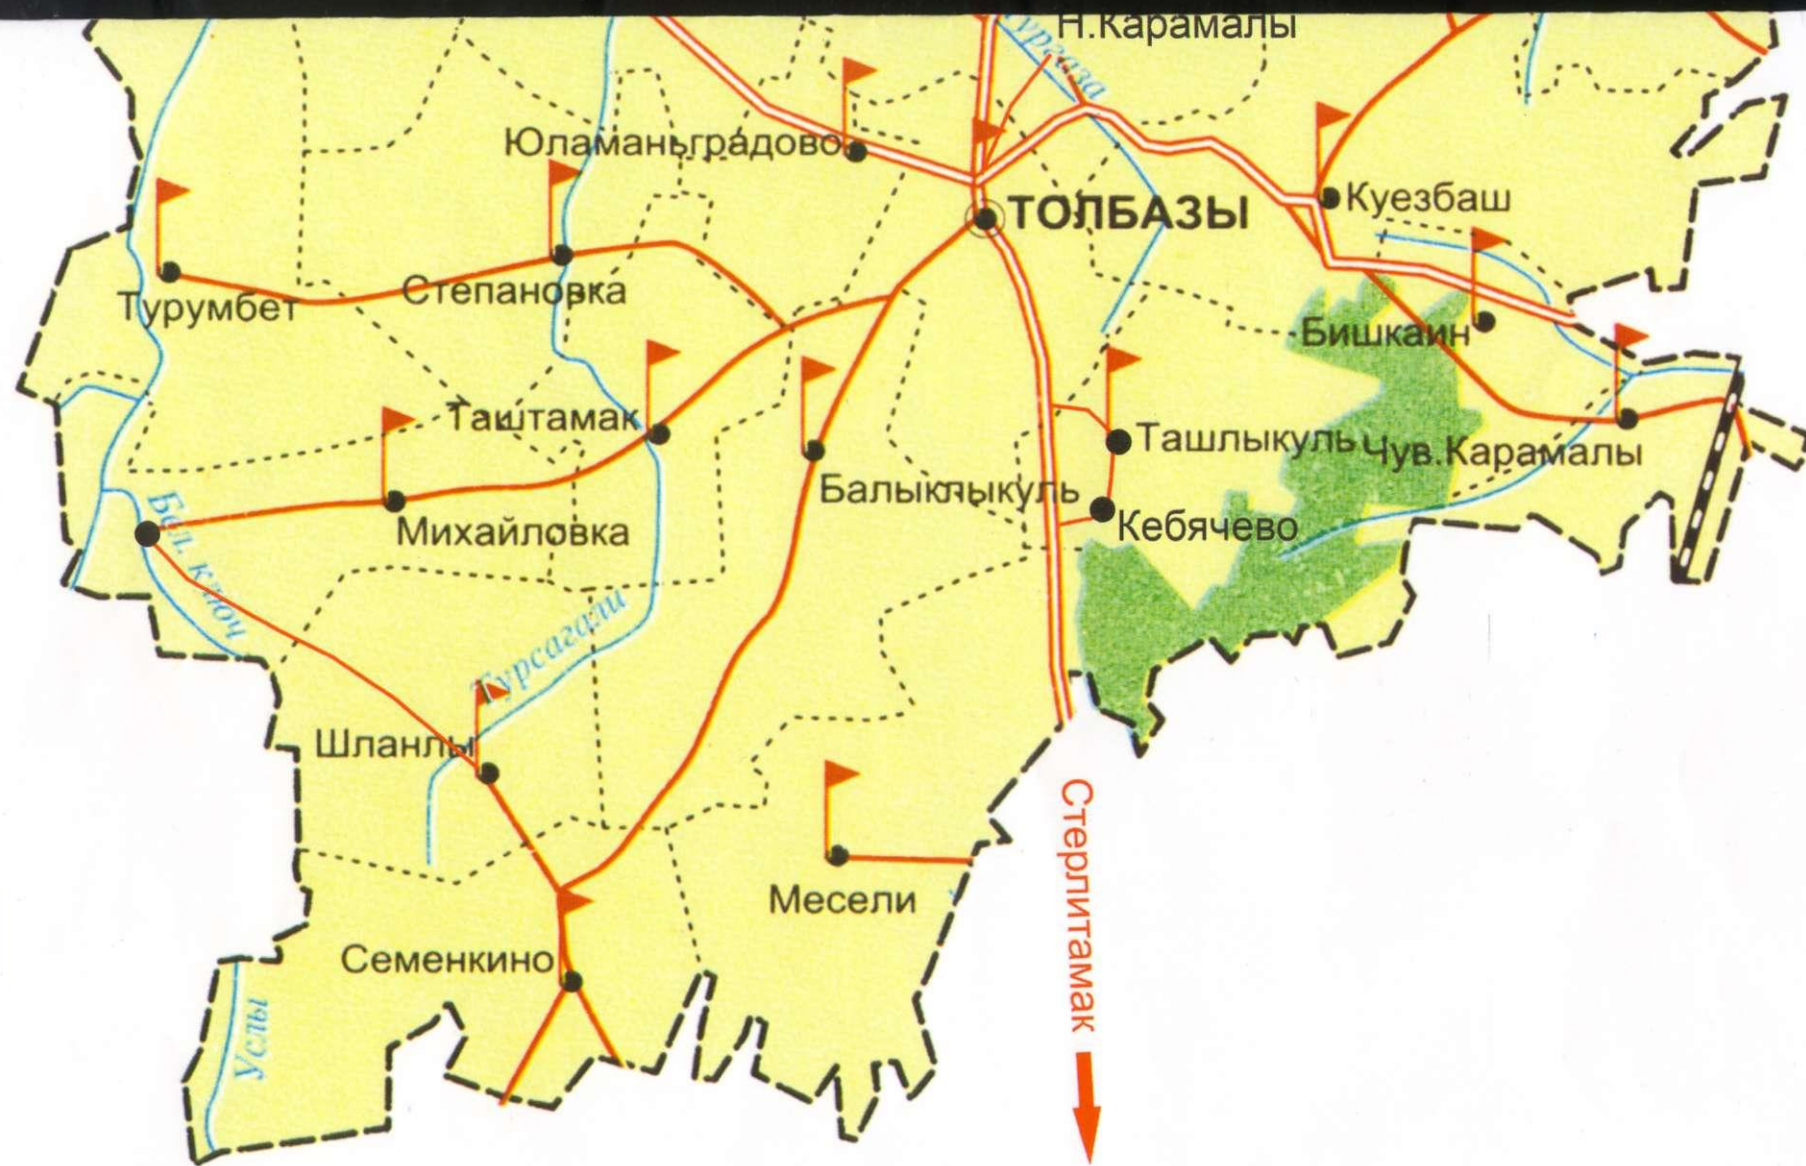 Н.Карамалы
Тургаза
Юламаньградово
Куезбаш
ТОЛБАЗЫ
Степановка
Турумбет
Бишкаин
Таштамак
Ташлыкуль
Чув.Карамалы
Балыклыкуль
Михайловка
Кебячево
Бел. ключ
Турсагали
Шланлы
Месели
Стерлитамак
Семенкино
Услы